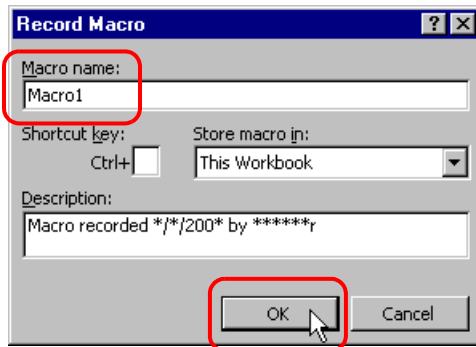 Record Macro
Macro name:
Macro1
Shortcut key: Store macro in:
Ctrl+ This Workbook
Description:
Macro recorded */*/200* by ******r
OK Cancel